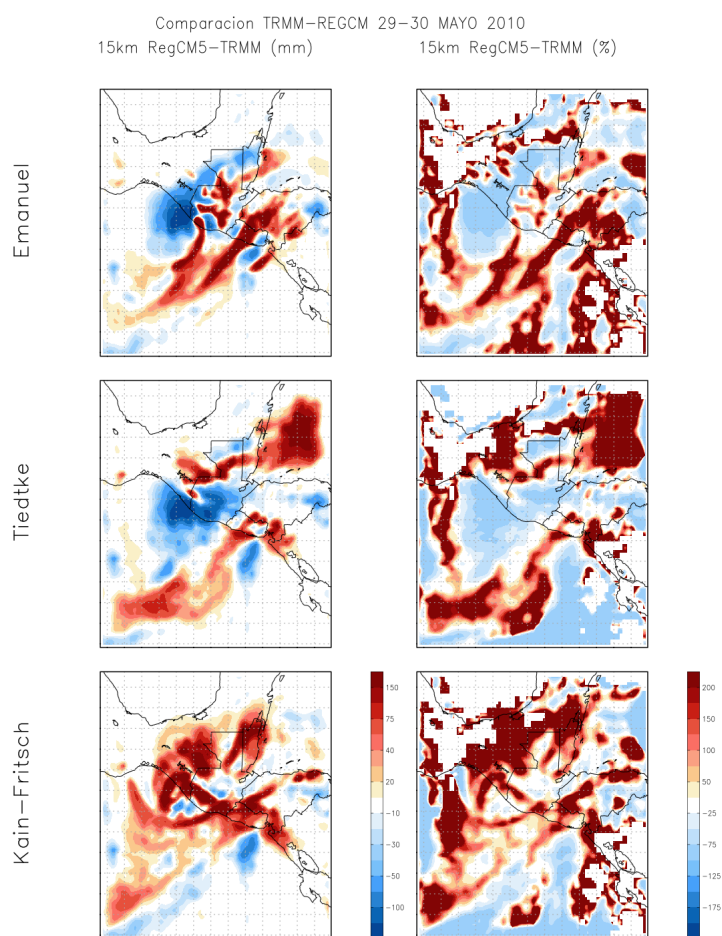 Comparacion TRMM-REGCM 29-30 MAYO 2010
15km RegCM5-TRMM (mm)
15km RegCM5-TRMM (%)
Emanuel
Tiedtke
Kain-Fritsch
150
75
40
20
-10
-30
-50
-100
200
150
100
50
-25
-75
-125
-175